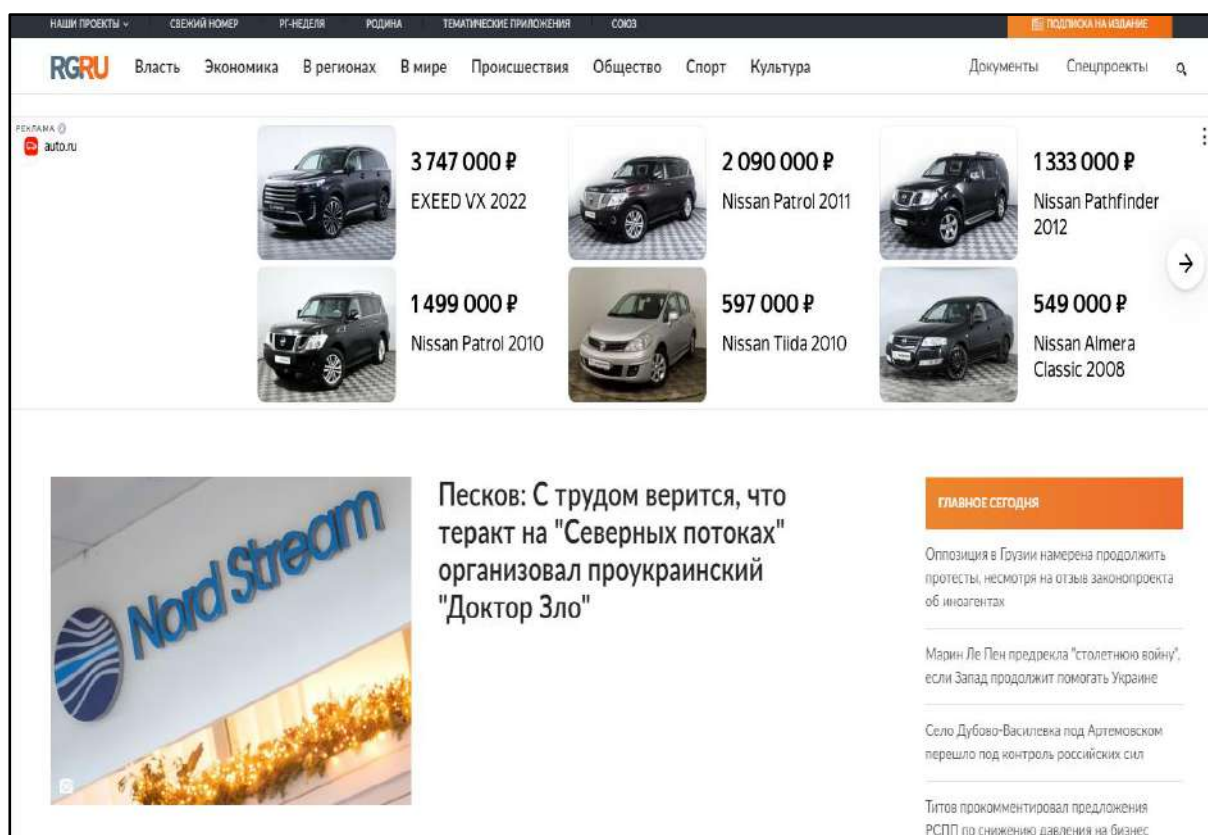 НАШИ ПРОЕКТЫ
СВЕЖИЙ НОМЕР
РГ-НЕДЕЛЯ
РОДИНА
ТЕМАТИЧЕСКИЕ ПРИЛОЖЕНИЯ
СОЮЗ
ПОДПИСКА НА ИЗДАНИЕ
RGRU
Власть
Экономика
В регионах
В мире
Происшествия
Общество
Спорт
Культура
Документы
Спецпроекты
РЕКЛАМА
auto.ru
3 747 000 ₽
EXEED VX 2022
2 090 000 ₽
Nissan Patrol 2011
1 333 000 ₽
Nissan Pathfinder
2012
1 499 000 ₽
Nissan Patrol 2010
597 000 ₽
Nissan Tiida 2010
549 000 ₽
Nissan Almera
Classic 2008
Nord Stream
Песков: С трудом верится, что
теракт на "Северных потоках"
организовал проукраинский
"Доктор Зло"
ГЛАВНОЕ СЕГОДНЯ
Оппозиция в Грузии намерена продолжить
протесты, несмотря на отзыв законопроекта
об иноагентах
Марин Ле Пен предрекла "столетнюю войну",
если Запад продолжит помогать Украине
Село Дубово-Василевка под Артемовском
перешло под контроль российских сил
Титов прокомментировал предложения
РСПП по снижению давления на бизнес